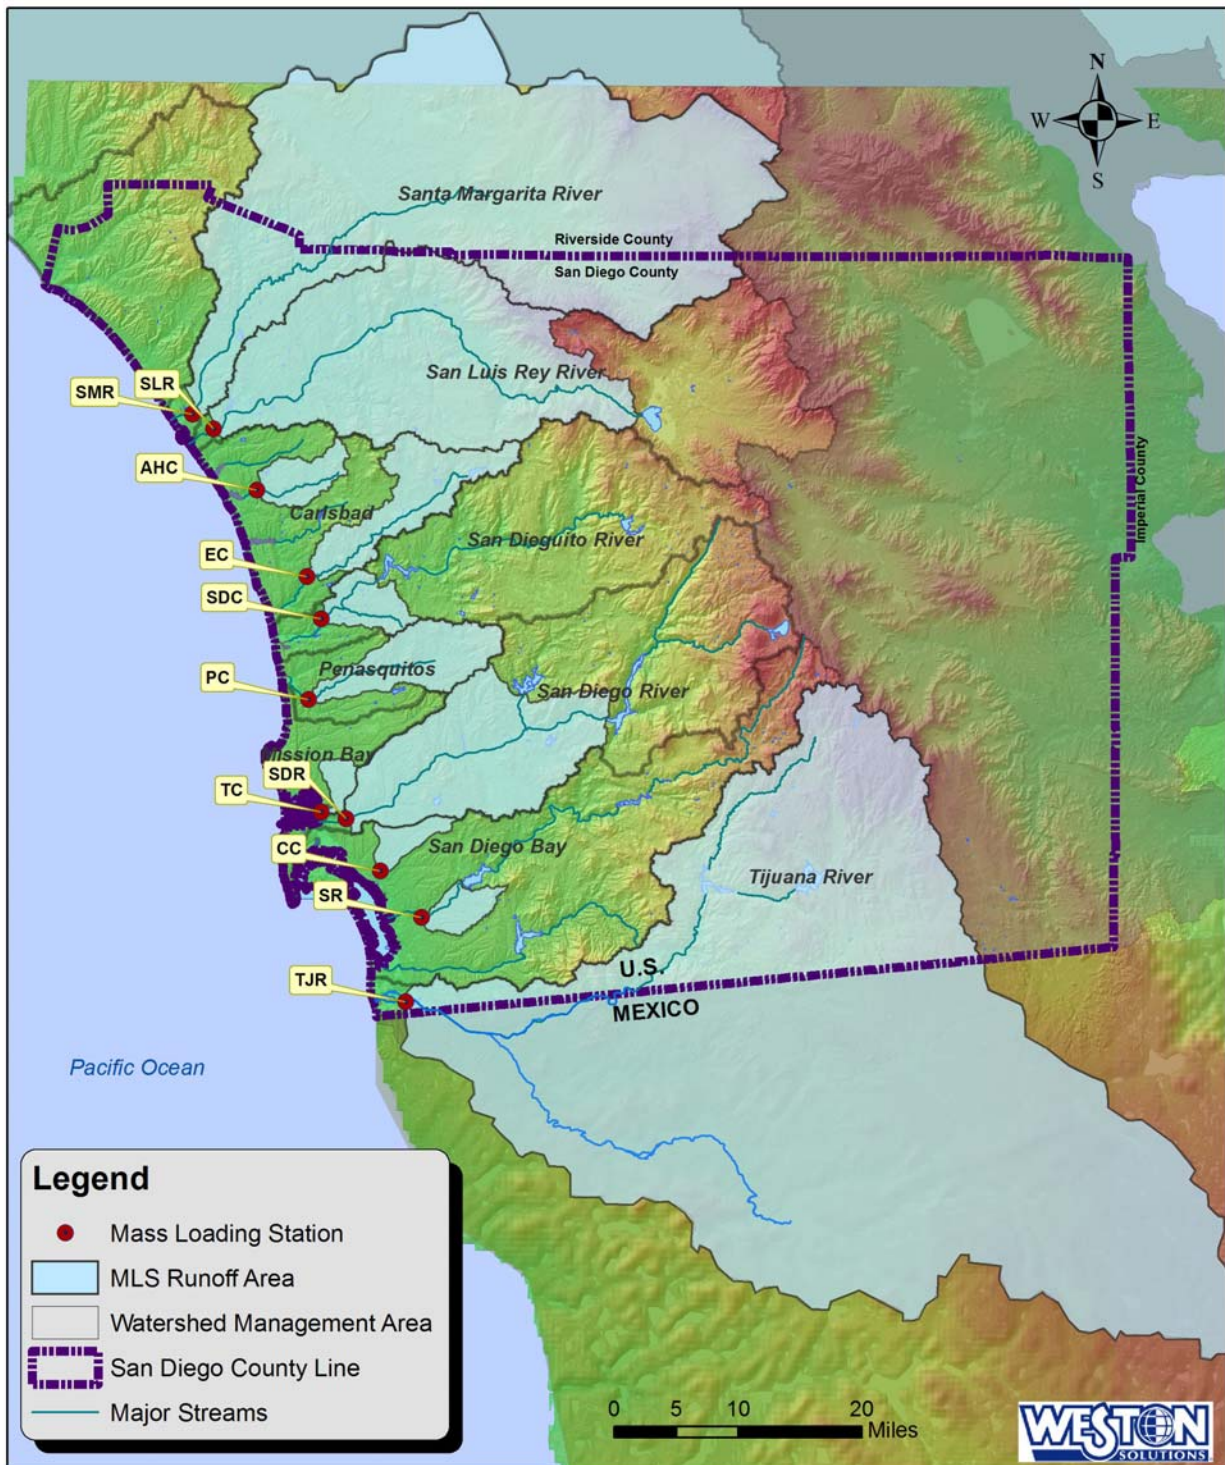 N
W E
S
Santa Margarita River
Riverside County
San Diego County
San Luis Rey River
SMR
SLR
AHC
Carlsbad
Imperial County
EC
San Dieguito River
SDC
Penasquitos
PC
San Diego River
Mission Bay
SDR
TC
CC
San Diego Bay
SR
Tijuana River
U.S.
TJR
MEXICO
Pacific Ocean
Legend
Mass Loading Station
MLS Runoff Area
Watershed Management Area
San Diego County Line
Major Streams
0 5 10 20
Miles
WESTON
SOLUTIONS